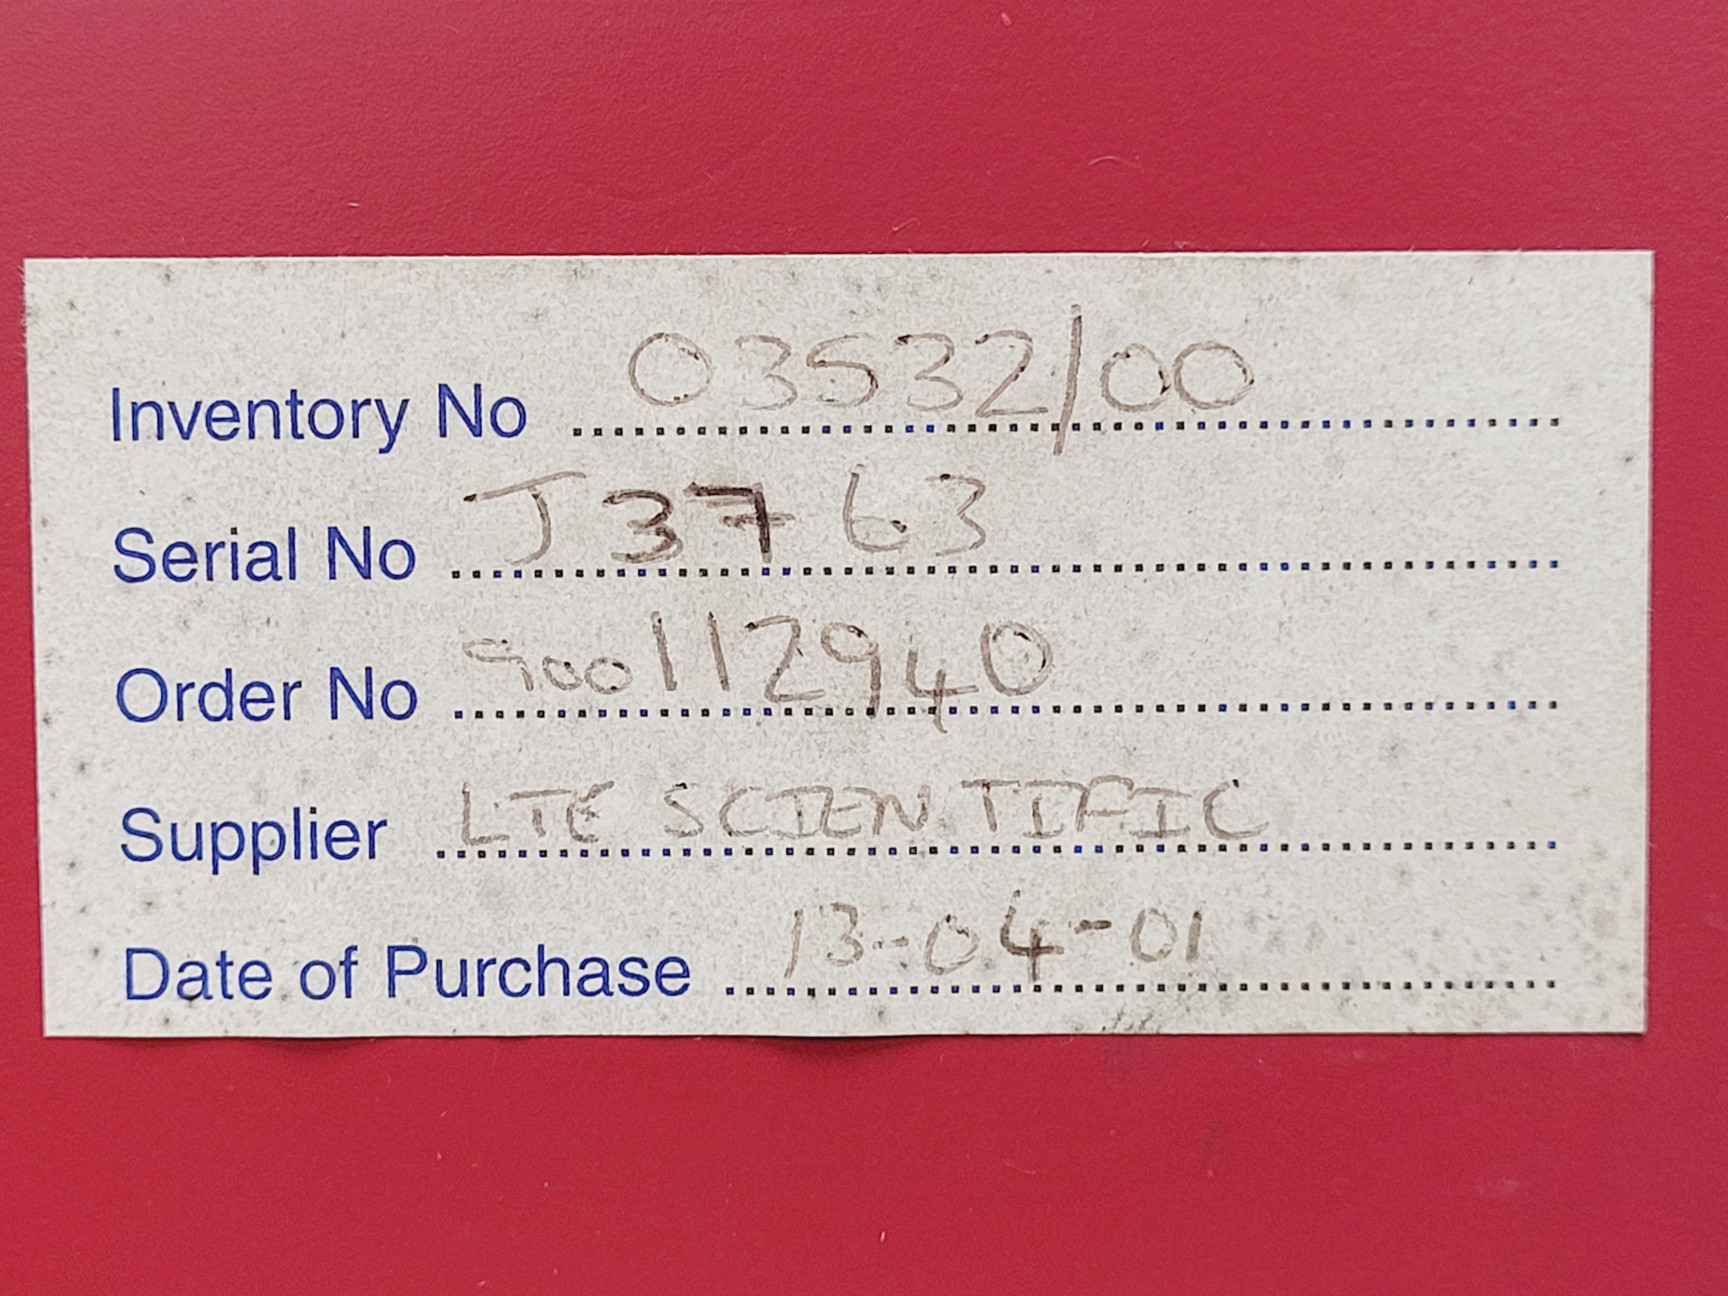 Inventory No 03532/00
Serial No J3763
Order No 900112940
Supplier LTE SCIENTIFIC
Date of Purchase 13-04-01